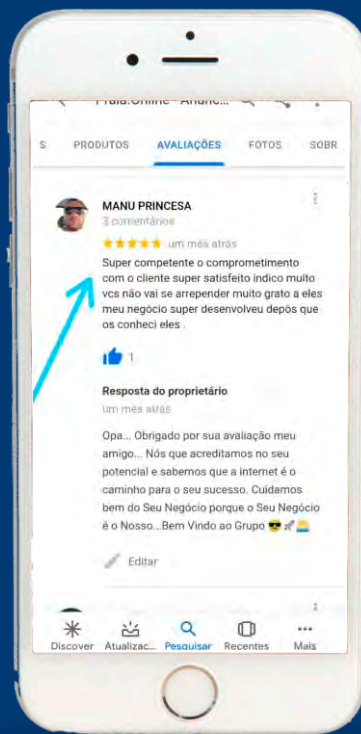 S PRODUTOS AVALIAÇÕES FOTOS SOBR
MANU PRINCESA
3 comentários
um mês atrás
Super competente o comprometimento
com o cliente super satisfeito indico muito
vcs não vai se arrepender muito grato a eles
meu negócio super desenvolveu depós que
os conheci eles .
1
Resposta do proprietário
um mês atrás
Opa... Obrigado por sua avaliação meu
amigo... Nós que acreditamos no seu
potencial e sabemos que a internet é o
caminho para o seu sucesso. Cuidamos
bem do Seu Negócio porque o Seu Negócio
é o Nosso...Bem Vindo ao Grupo 😎🚀🌅
Editar
Discover Atualizac... Pesquisar Recentes Mais